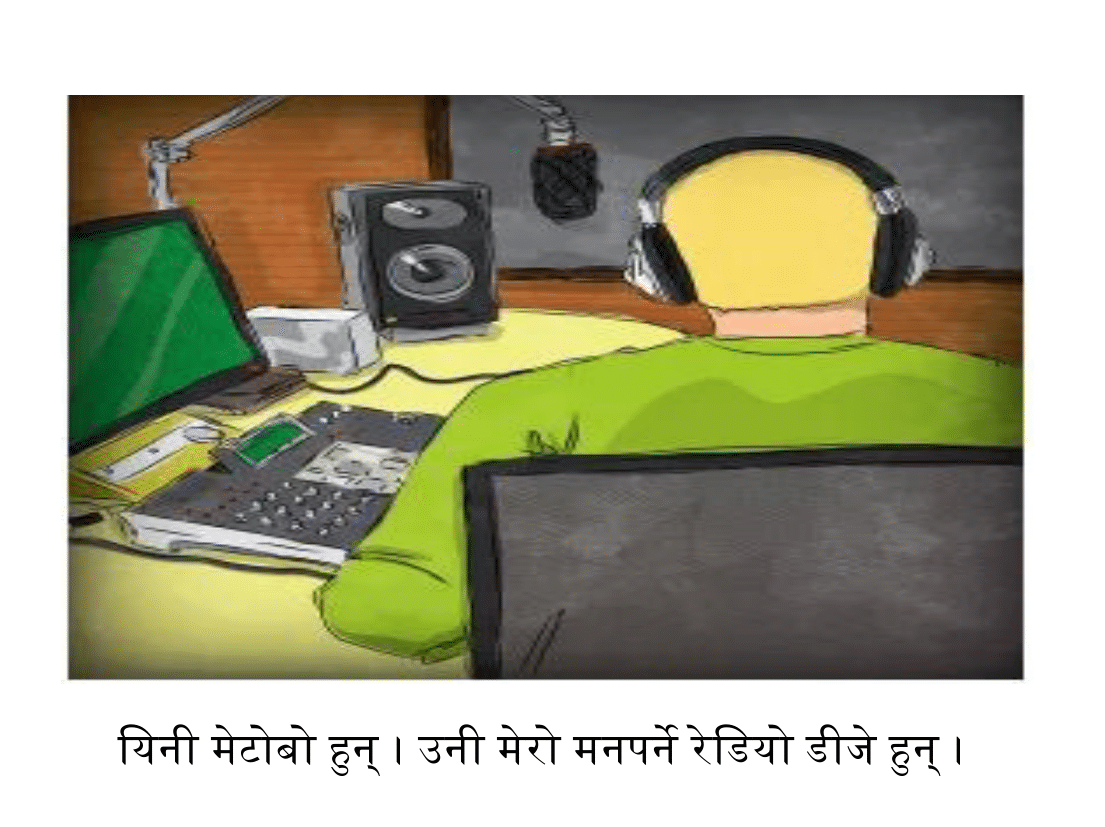 यिनी मेटोबो हुन् । उनी मेरो मनपर्ने रेडियो डीजे हुन् ।